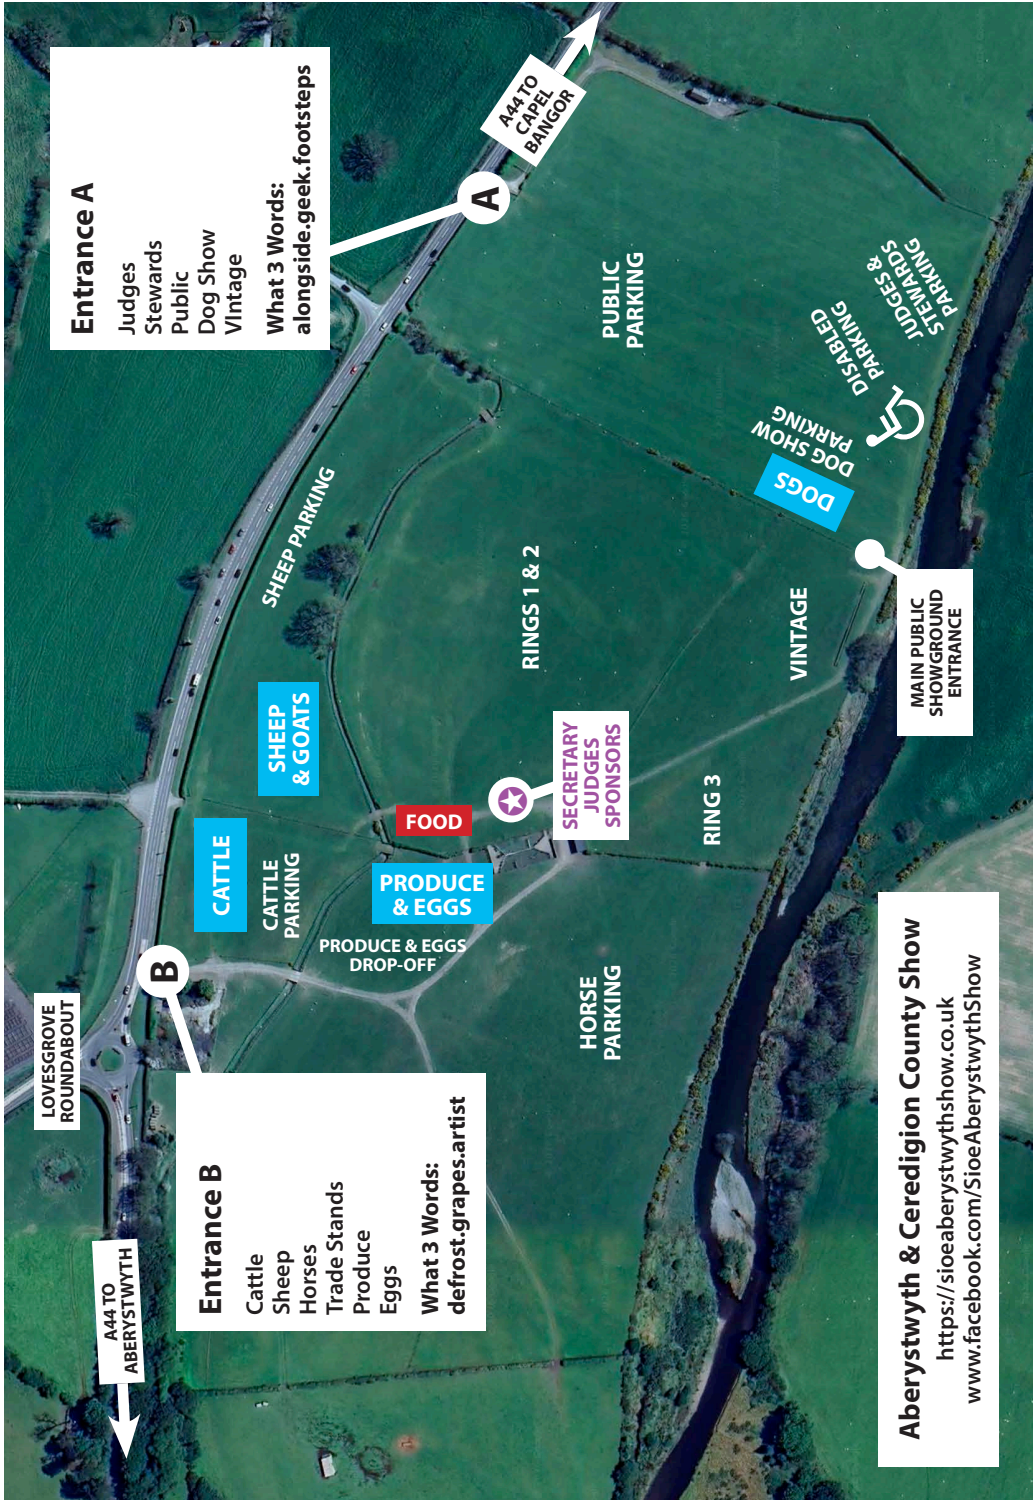 Entrance A
Judges
Stewards
Public
Dog Show
VIntage
What 3 Words:
alongside.geek.footsteps
A
A44 TO
CAPEL
BANGOR
PUBLIC
PARKING
JUDGES &
STEWARDS
PARKING
DISABLED
PARKING
DOG SHOW
PARKING
DOGS
MAIN PUBLIC
SHOWGROUND
ENTRANCE
SHEEP PARKING
RINGS 1 & 2
VINTAGE
SHEEP
& GOATS
SECRETARY
JUDGES
SPONSORS
RING 3
FOOD
CATTLE
CATTLE
PARKING
PRODUCE
& EGGS
PRODUCE & EGGS
DROP-OFF
HORSE
PARKING
B
LOVESGROVE
ROUNDABOUT
Entrance B
Cattle
Sheep
Horses
Trade Stands
Produce
Eggs
What 3 Words:
defrost.grapes.artist
A44 TO
ABERYSTWYTH
Aberystwyth & Ceredigion County Show
https://sioeaberystwythshow.co.uk
www.facebook.com/SioeAberystwythShow